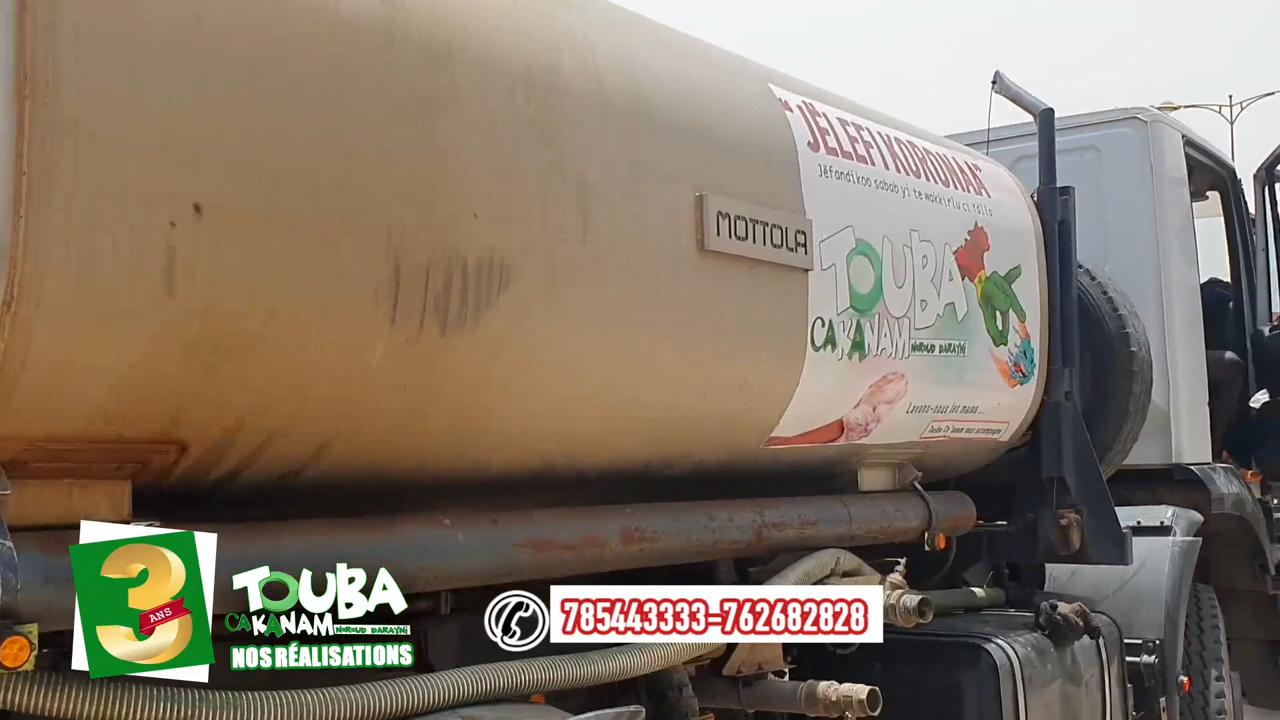 "JËLEFI KORONAA"
Jëfandikoo sabab yi te wakkirlu ci Yàlla
MOTTOLA
TOUBA
CA KANAM
NOROUD DARAYNI
Lavons-nous les mains...
Touba Ca Kanam vous accompagne
3
ANS
TOUBA
CA KANAM
NOROUD DARAYNI
NOS RÉALISATIONS
785443333-762682828